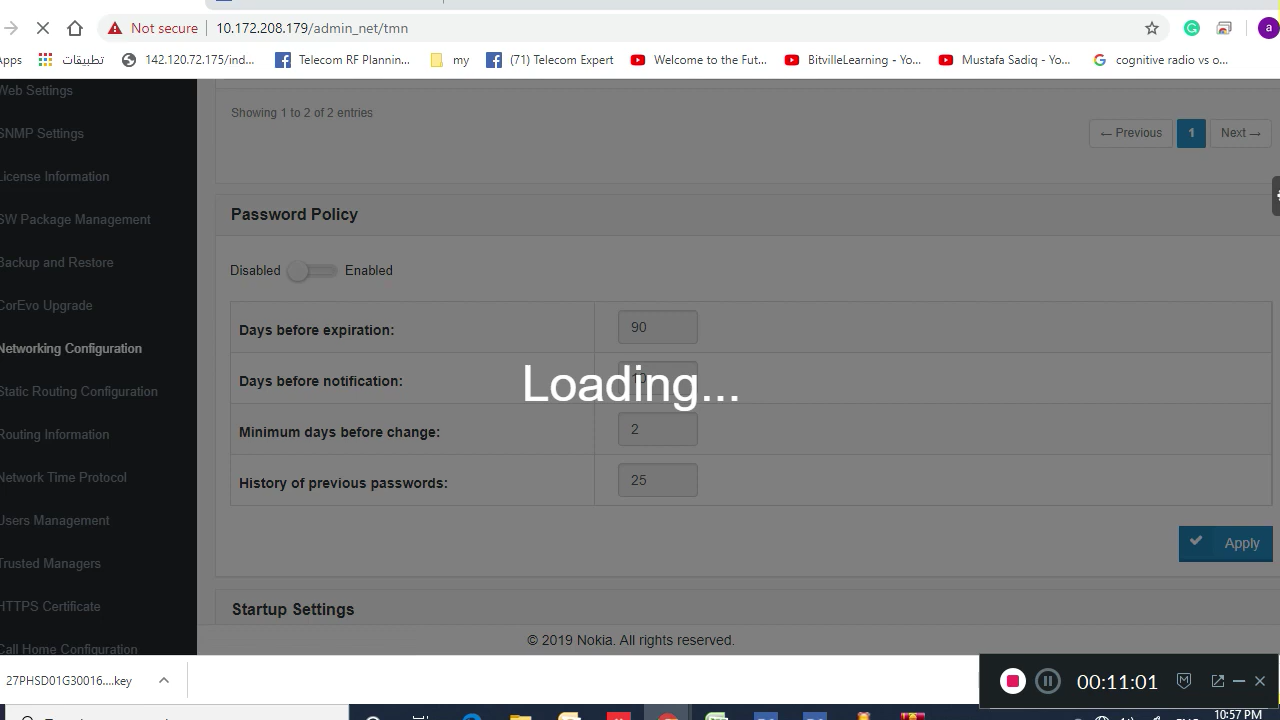 Not secure 10.172.208.179/admin_net/tmn a
Apps تطبيقات 142.120.72.175/ind... Telecom RF Plannin... my (71) Telecom Expert Welcome to the Fut... BitvilleLearning - Yo... Mustafa Sadiq - Yo... cognitive radio vs o...
Web Settings
SNMP Settings
License Information
SW Package Management
Backup and Restore
CorEvo Upgrade
Networking Configuration
Static Routing Configuration
Routing Information
Network Time Protocol
Users Management
Trusted Managers
HTTPS Certificate
Call Home Configuration
Showing 1 to 2 of 2 entries
← Previous 1 Next →
Password Policy
Disabled Enabled
Days before expiration: 90
Days before notification:
Loading...
Minimum days before change: 2
History of previous passwords: 25
Apply
Startup Settings
© 2019 Nokia. All rights reserved.
27PHSD01G30016....key
00:11:01
10:57 PM